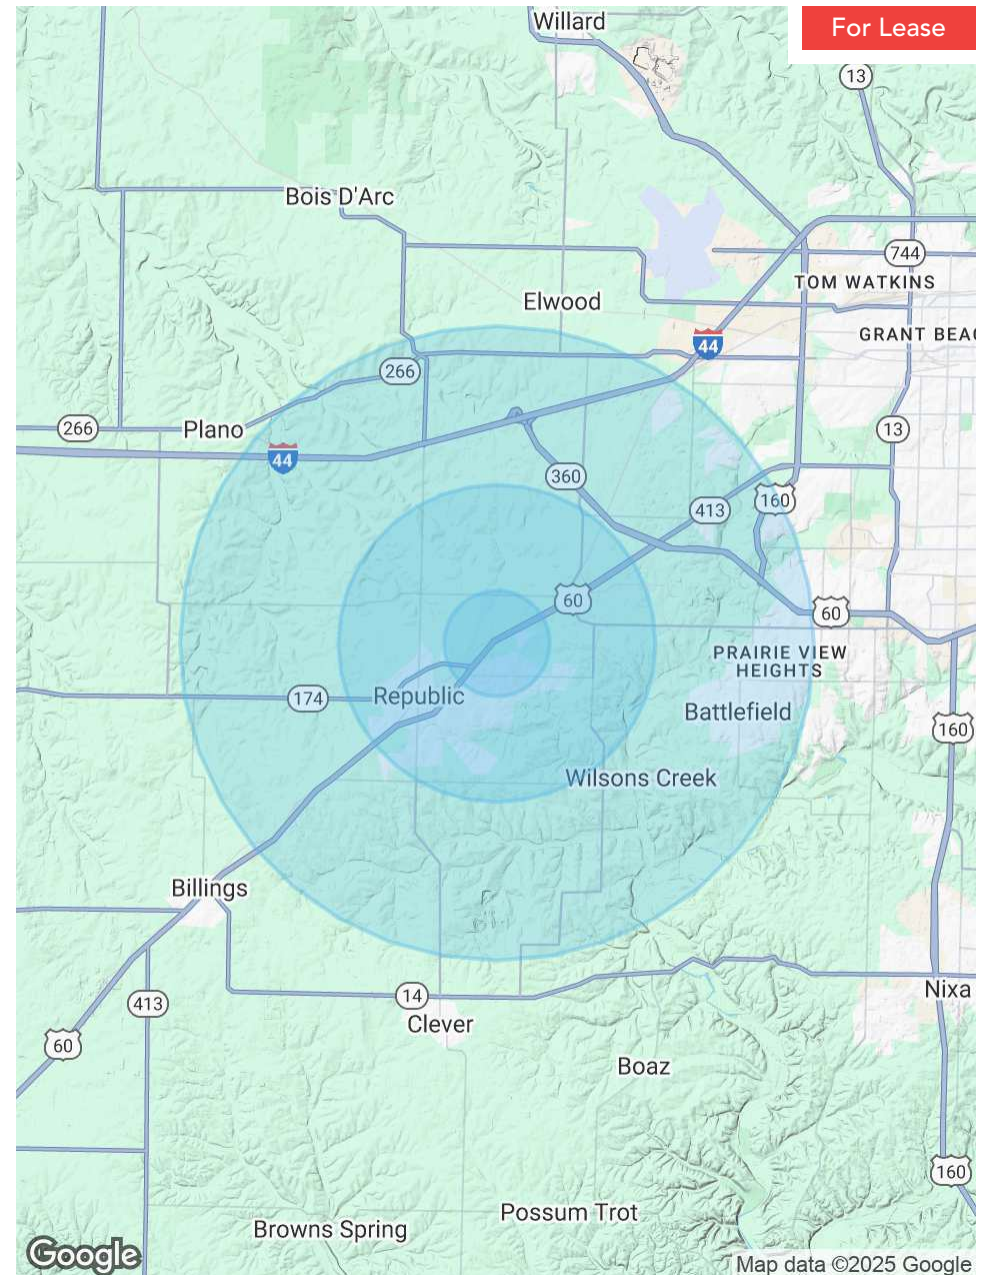 Willard
For Lease
13
Bois D'Arc
744
TOM WATKINS
Elwood
GRANT BEAC
44
266
266
Plano
13
44
360
160
413
60
60
PRAIRIE VIEW
HEIGHTS
174
Republic
Battlefield
160
Wilsons Creek
Billings
Nixa
14
413
Clever
60
Boaz
160
Possum Trot
Browns Spring
Google
Map data ©2025 Google